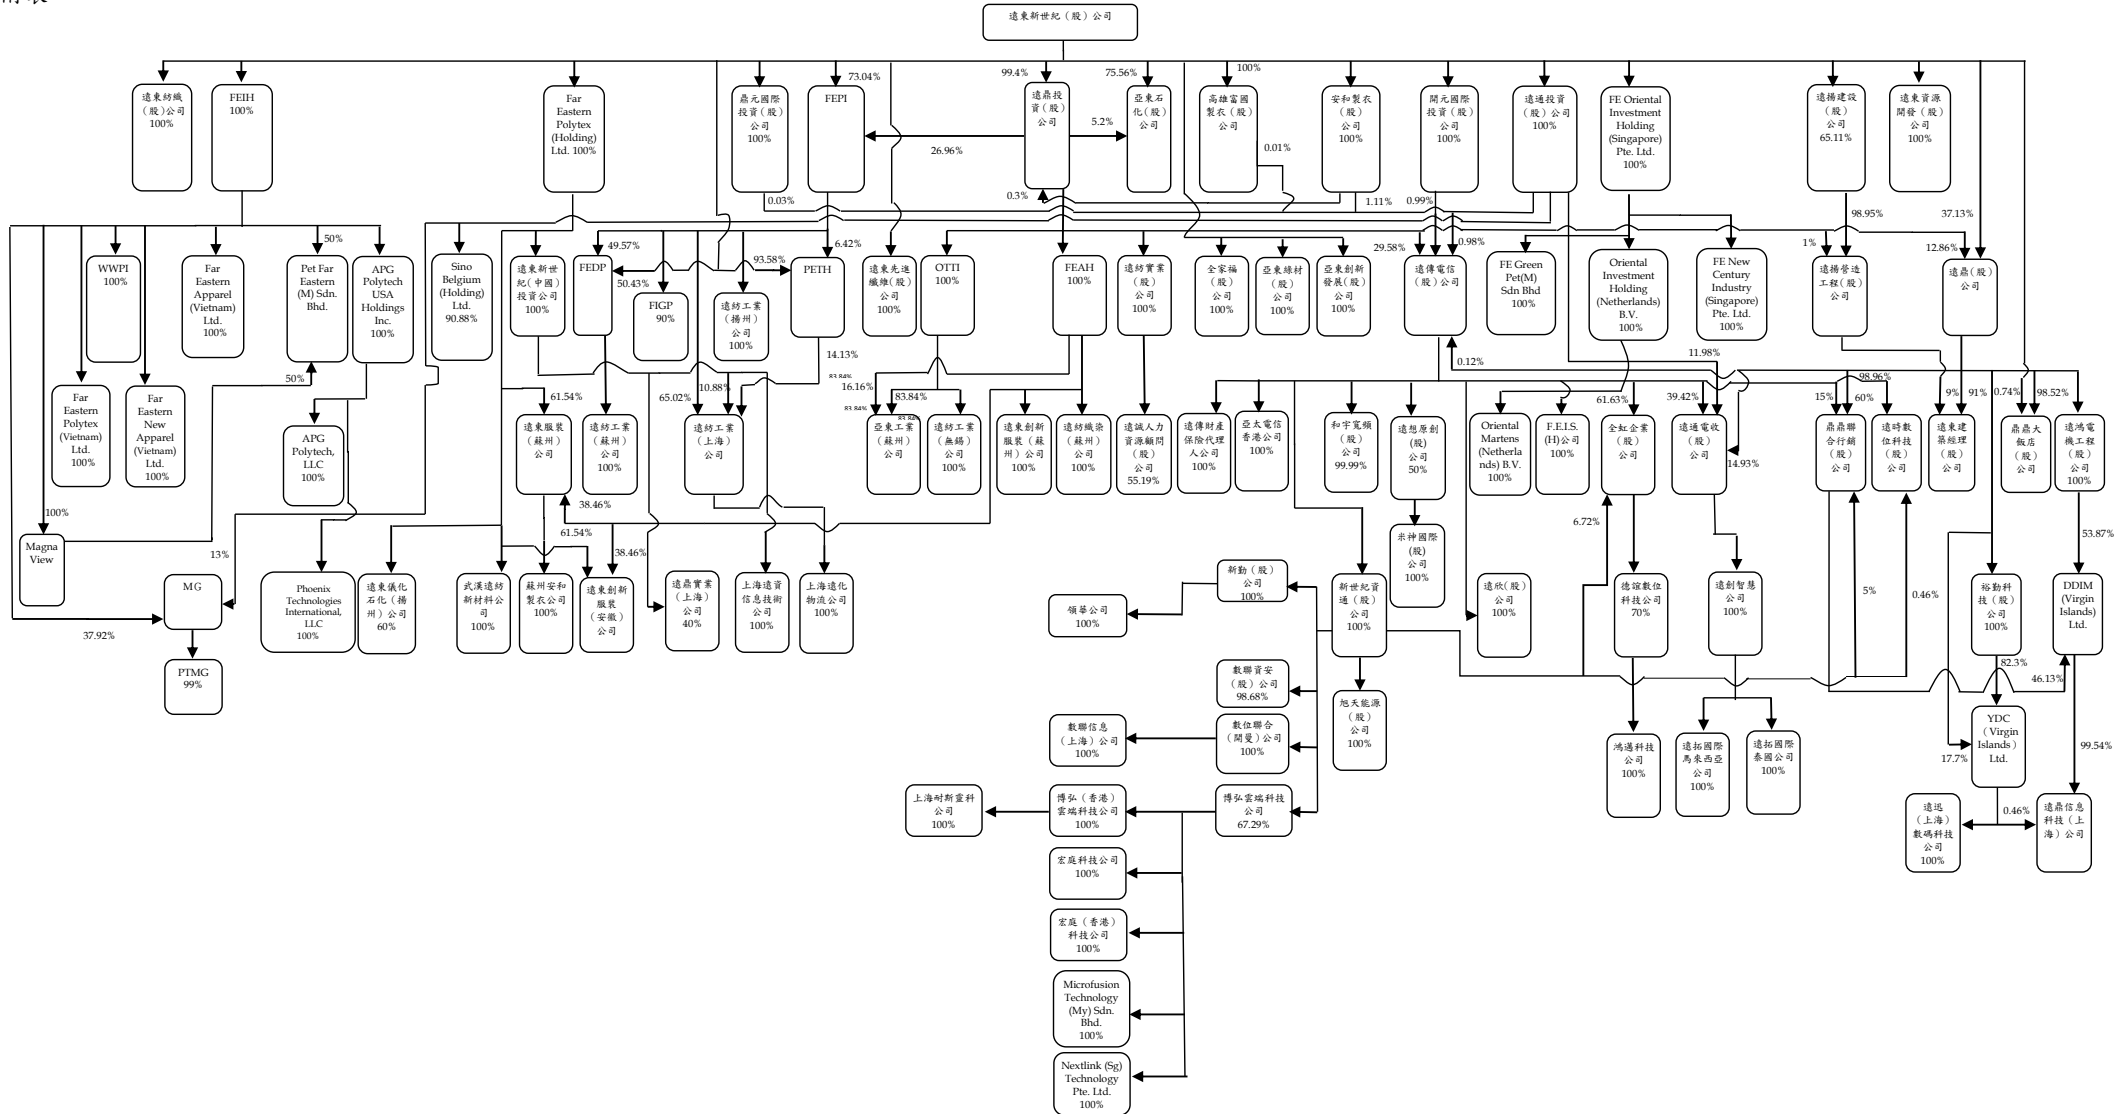 遠東新世紀（股）公司
73.04%
99.4%
75.56%
100%
遠東紡織
（股）公司
100%
FEIH
100%
Far
Eastern
Polytex
(Holding)
Ltd. 100%
鼎元國際
投資（股）
公司
100%
FEPI
遠鼎投
資（股）
公司
亞東石
化（股）
公司
高雄富國
製衣（股）
公司
安和製衣
（股）
公司
100%
開元國際
投資（股）
公司
100%
遠通投資
（股）公司
100%
FE Oriental
Investment
Holding
(Singapore)
Pte. Ltd.
100%
遠揚建設
（股）
公司
65.11%
遠東資源
開發（股）
公司
100%
26.96%
5.2%
0.01%
0.03%
0.3%
1.11%
0.99%
98.95%
37.13%
50%
49.57%
6.42%
93.58%
50.43%
29.58%
0.98%
1%
12.86%
WWPI
100%
Far
Eastern
Apparel
(Vietnam)
Ltd.
100%
Pet Far
Eastern
(M) Sdn.
Bhd.
APG
Polytech
USA
Holdings
Inc.
100%
Sino
Belgium
(Holding)
Ltd.
90.88%
遠東新世
紀（中國）
投資公司
100%
FEDP
FIGP
90%
遠紡工業
（揚州）
公司
100%
PETH
遠東先進
纖維（股）
公司
100%
OTTI
100%
FEAH
100%
遠紡實業
（股）
公司
100%
全家福
（股）
公司
100%
亞東綠材
（股）
公司
100%
亞東創新
發展（股）
公司
100%
遠傳電信
（股）公司
FE Green
Pet(M)
Sdn Bhd
100%
Oriental
Investment
Holding
(Netherlands)
B.V.
100%
FE New
Century
Industry
(Singapore)
Pte. Ltd.
100%
遠揚營造
工程（股）
公司
遠鼎（股）
公司
14.13%
83.84%
50%
0.12%
11.98%
98.96%
Far
Eastern
Polytex
(Vietnam)
Ltd.
100%
Far
Eastern
New
Apparel
(Vietnam)
Ltd.
100%
APG
Polytech,
LLC
100%
61.54%
65.02%
10.88%
16.16%
83.84%
83.84%
83.84%
61.63%
39.42%
15%
60%
9%
91%
0.74%
98.52%
遠東服裝
（蘇州）
公司
遠紡工業
（蘇州）
公司
100%
遠紡工業
（上海）
公司
亞東工業
（蘇州）
公司
遠紡工業
（無錫）
公司
100%
遠東創新
服裝（蘇
州）公司
100%
遠紡織染
（蘇州）
公司
100%
遠誠人力
資源顧問
（股）
公司
55.19%
遠傳財產
保險代理
人公司
100%
亞太電信
香港公司
100%
和宇寬頻
（股）
公司
99.99%
遠想原創
(股)
公司
50%
Oriental
Martens
(Netherla
nds) B.V.
100%
F.E.I.S.
(H)公司
100%
全虹企業
（股）
公司
遠通電收
（股）
公司
14.93%
鼎鼎聯
合行銷
（股）
公司
遠時數
位科技
（股）
公司
遠東建
築經理
（股）
公司
鼎鼎大
飯店
（股）
公司
遠鴻電
機工程
（股）
公司
100%
100%
13%
38.46%
61.54%
38.46%
6.72%
5%
0.46%
53.87%
Magna
View
MG
37.92%
PTMG
99%
Phoenix
Technologies
International,
LLC
100%
遠東儀化
石化（揚
州）公司
60%
武漢遠紡
新材料公
司
100%
蘇州安和
製衣公司
100%
遠東創新
服裝
（安徽）
公司
遠鼎實業
（上海）
公司
40%
上海遠資
信息技術
公司
100%
上海遠化
物流公司
100%
新勤（股）
公司
100%
領華公司
100%
新世紀資
通（股）
公司
100%
米神國際
(股)
公司
100%
遠欣(股)
公司
100%
德誼數位
科技公司
70%
遠創智慧
公司
100%
裕勤科
技（股）
公司
100%
DDIM
(Virgin
Islands)
Ltd.
82.3%
46.13%
數聯資安
（股）公司
98.68%
旭天能源
（股）
公司
100%
數聯信息
（上海）公司
100%
數位聯合
（開曼）公司
100%
鴻邁科技
公司
100%
遠拓國際
馬來西亞
公司
100%
遠拓國際
泰國公司
100%
YDC
（Virgin
Islands）
Ltd.
17.7%
99.54%
上海耐斯靈科
公司
100%
博弘（香港）
雲端科技公司
100%
博弘雲端科技
公司
67.29%
遠迅
（上海）
數碼科技
公司
100%
0.46%
遠鼎信息
科技（上
海）公司
宏庭科技公司
100%
宏庭（香港）
科技公司
100%
Microfusion
Technology
(My) Sdn.
Bhd.
100%
Nextlink (Sg)
Technology
Pte. Ltd.
100%